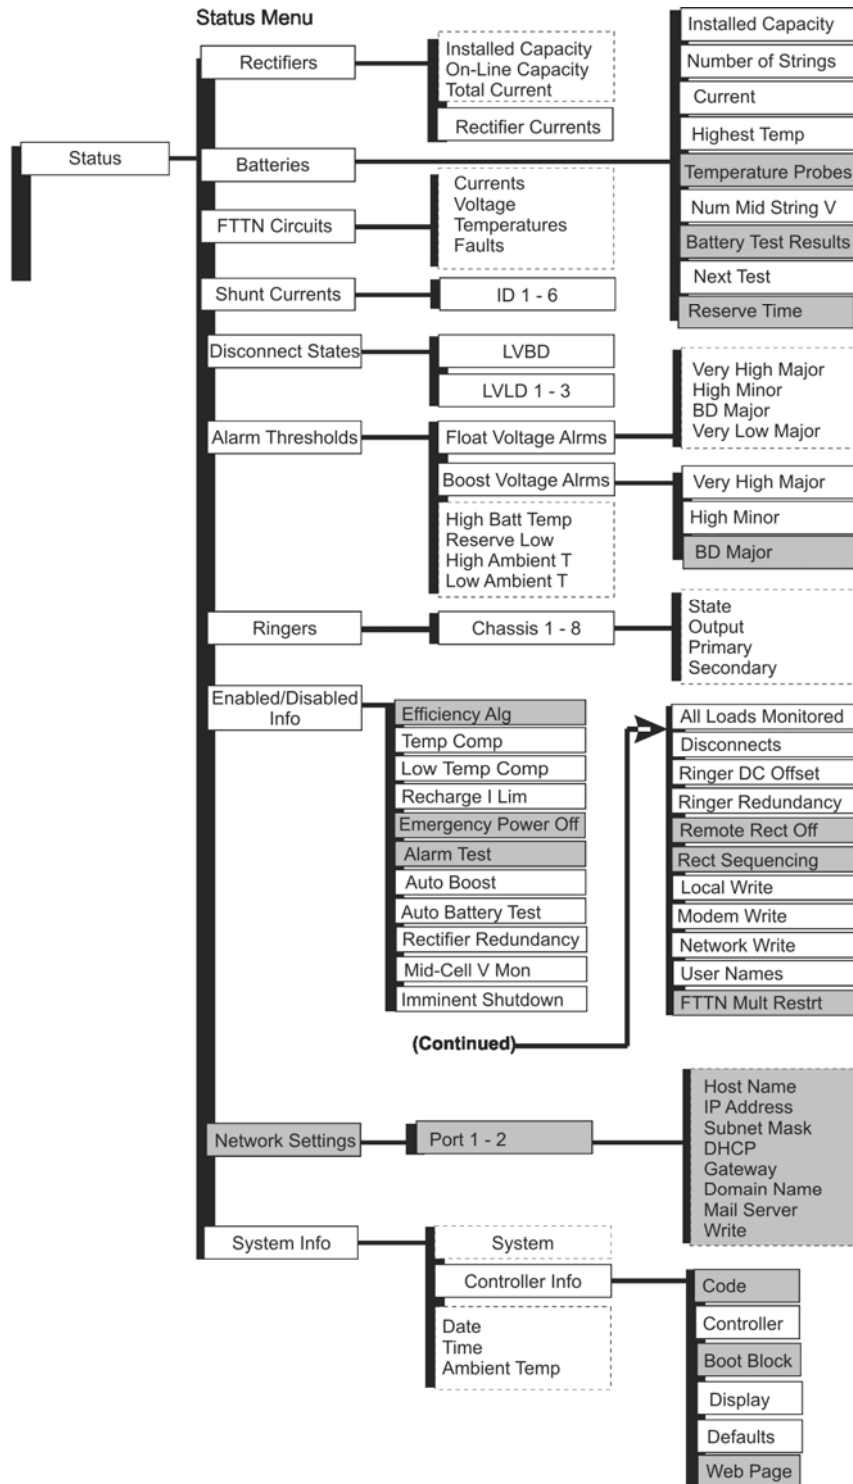 Status Menu
Status
Rectifiers
Installed Capacity
On-Line Capacity
Total Current
Rectifier Currents
Batteries
Installed Capacity
Number of Strings
Current
Highest Temp
Temperature Probes
Num Mid String V
Battery Test Results
Next Test
Reserve Time
FTTN Circuits
Currents
Voltage
Temperatures
Faults
Shunt Currents
ID 1 - 6
Disconnect States
LVBD
LVLD 1 - 3
Alarm Thresholds
Float Voltage Alrms
Very High Major
High Minor
BD Major
Very Low Major
Boost Voltage Alrms
Very High Major
High Minor
BD Major
High Batt Temp
Reserve Low
High Ambient T
Low Ambient T
Ringers
Chassis 1 - 8
State
Output
Primary
Secondary
Enabled/Disabled
Info
Efficiency Alg
Temp Comp
Low Temp Comp
Recharge I Lim
Emergency Power Off
Alarm Test
Auto Boost
Auto Battery Test
Rectifier Redundancy
Mid-Cell V Mon
Imminent Shutdown
(Continued)
All Loads Monitored
Disconnects
Ringer DC Offset
Ringer Redundancy
Remote Rect Off
Rect Sequencing
Local Write
Modem Write
Network Write
User Names
FTTN Mult Restrt
Network Settings
Port 1 - 2
Host Name
IP Address
Subnet Mask
DHCP
Gateway
Domain Name
Mail Server
Write
System Info
System
Controller Info
Date
Time
Ambient Temp
Code
Controller
Boot Block
Display
Defaults
Web Page